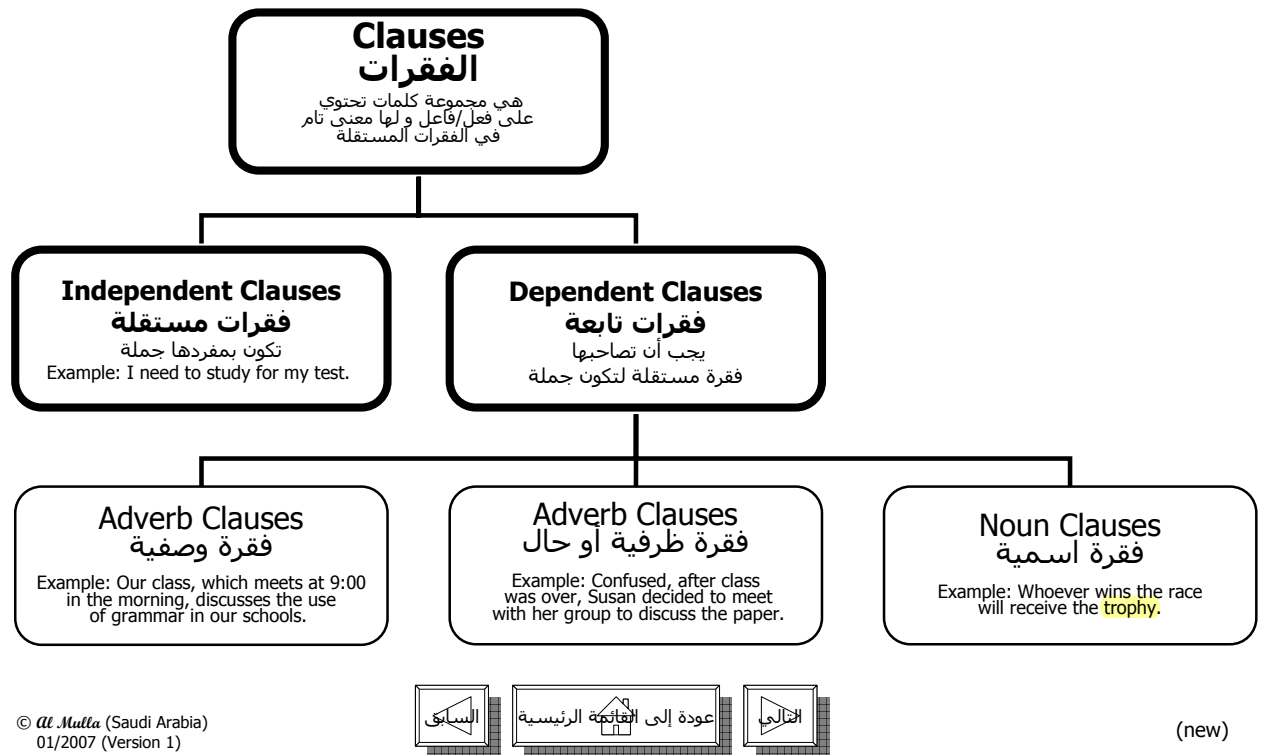 Clauses
الفقرات
هي مجموعة كلمات تحتوي
على فعل/فاعل و لها معنى تام
في الفقرات المستقلة
Independent Clauses
فقرات مستقلة
تكون بمفردها جملة
Example: I need to study for my test.
Dependent Clauses
فقرات تابعة
يجب أن تصاحبها
فقرة مستقلة لتكون جملة
Adverb Clauses
فقرة وصفية
Example: Our class, which meets at 9:00
in the morning, discusses the use
of grammar in our schools.
Adverb Clauses
فقرة ظرفية أو حال
Example: Confused, after class
was over, Susan decided to meet
with her group to discuss the paper.
Noun Clauses
فقرة اسمية
Example: Whoever wins the race
will receive the trophy.
© Al Mulla (Saudi Arabia)
01/2007 (Version 1)
السابق
عودة إلى القائمة الرئيسية
التالي
(new)